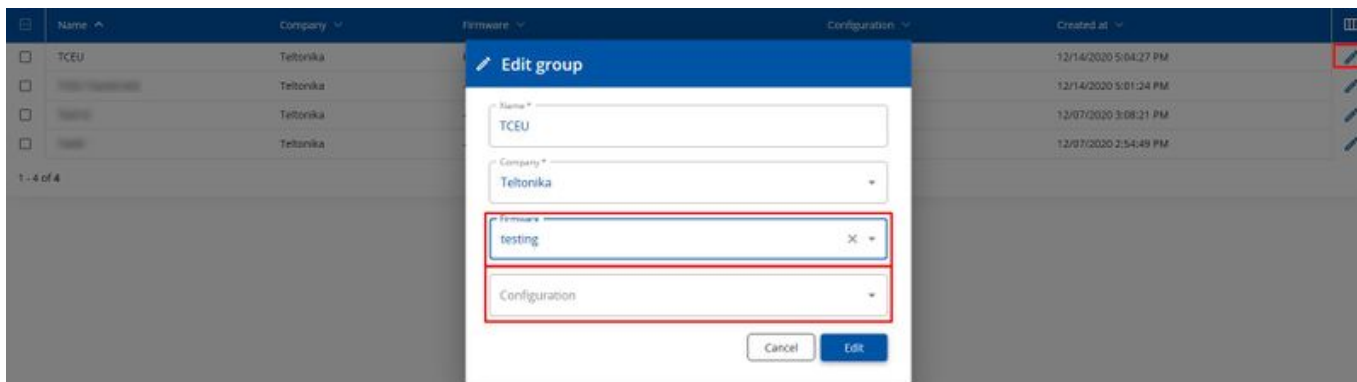 Name Company Firmware Configuration Created at
TCEU Teltonika 12/14/2020 5:04:27 PM
Teltonika 12/14/2020 5:01:24 PM
Teltonika 12/07/2020 3:08:21 PM
Teltonika 12/07/2020 2:54:49 PM
1 - 4 of 4
Edit group
Name *
TCEU
Company *
Teltonika
Firmware
testing
Configuration
Cancel Edit